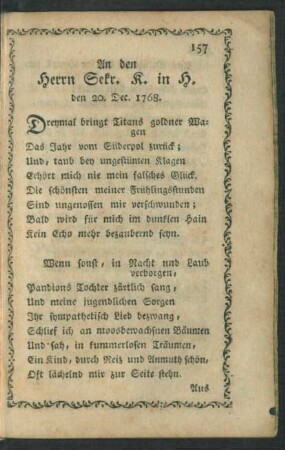 157
An den
Herrn Sekr. K. in H.
den 20. Dec. 1768.
Dreymal bringt Titans goldner Wa-
gen
Das Jahr vom Süderpol zurück;
Und, taub bey ungestümen Klagen
Erhört mich nie mein falsches Glück.
Die schönsten meiner Frühlingsstunden
Sind ungenossen mir verschwunden;
Bald wird für mich im dunklen Hain
Kein Echo mehr bezaubernd seyn.
Wenn sonst, in Nacht und Laub
verborgen,
Pandions Tochter zärtlich sang,
Und meine jugendlichen Sorgen
Ihr sympathetisch Lied bezwang,
Schlief ich an moosbewachsnen Bäumen
Und sah, in kummerlosen Träumen,
Ein Kind, durch Reiz und Anmuth schön,
Oft lächelnd mir zur Seite stehn.
Aus